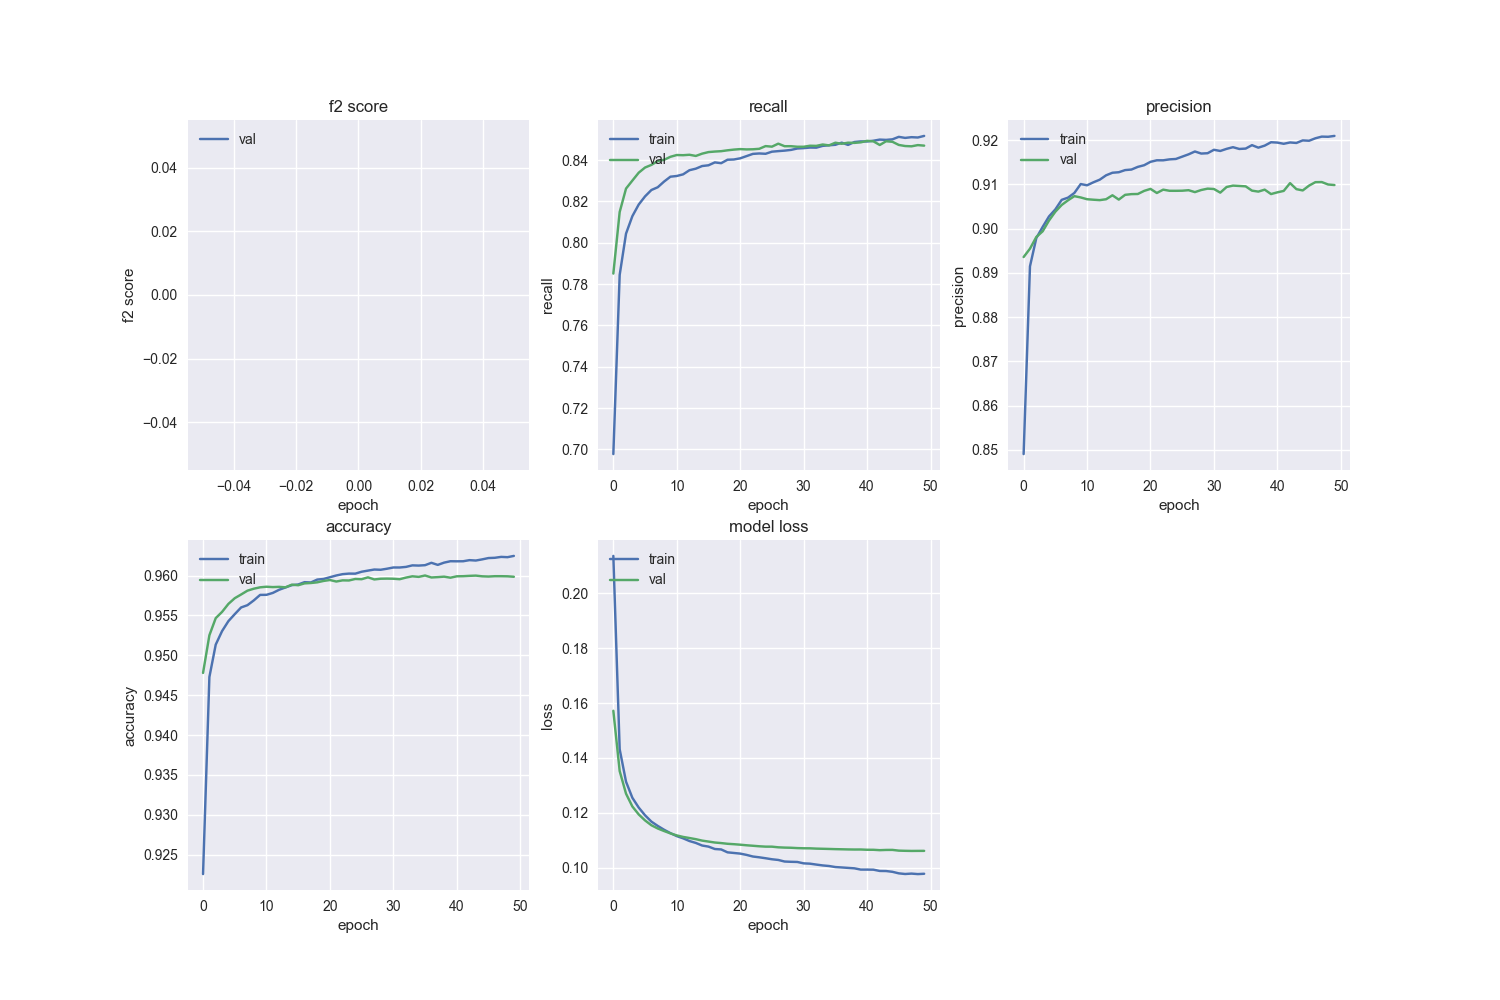 f2 score
val
0.04
0.02
0.00
−0.02
−0.04
f2 score
−0.04 −0.02 0.00 0.02 0.04
epoch
recall
train
val
0.84
0.82
0.80
0.78
0.76
0.74
0.72
0.70
recall
0 10 20 30 40 50
epoch
precision
train
val
0.92
0.91
0.90
0.89
0.88
0.87
0.86
0.85
precision
0 10 20 30 40 50
epoch
accuracy
train
val
0.960
0.955
0.950
0.945
0.940
0.935
0.930
0.925
accuracy
0 10 20 30 40 50
epoch
model loss
train
val
0.20
0.18
0.16
0.14
0.12
0.10
loss
0 10 20 30 40 50
epoch